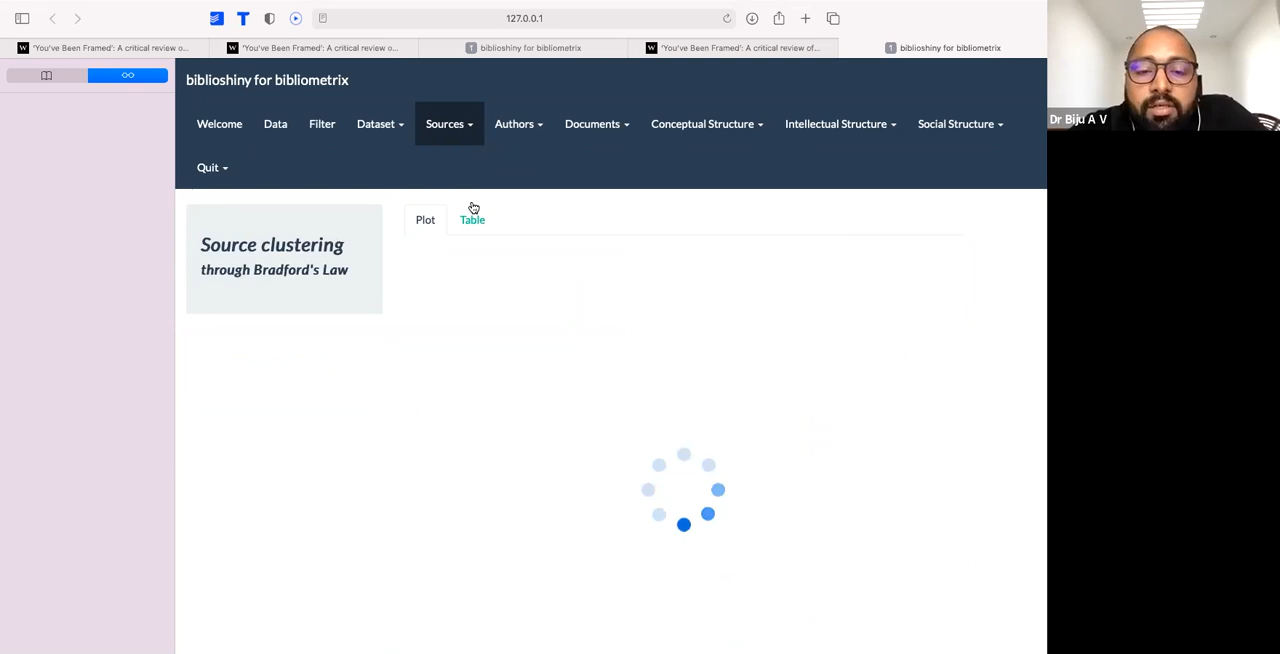 127.0.0.1
'You've Been Framed': A critical review o...
'You've Been Framed': A critical review o...
1 biblioshiny for bibliometrix
'You've Been Framed': A critical review of...
1 biblioshiny for bibliometrix
biblioshiny for bibliometrix
Welcome Data Filter Dataset Sources Authors Documents Conceptual Structure Intellectual Structure Social Structure
Quit
Plot Table
Source clustering
through Bradford's Law
Dr Biju A V